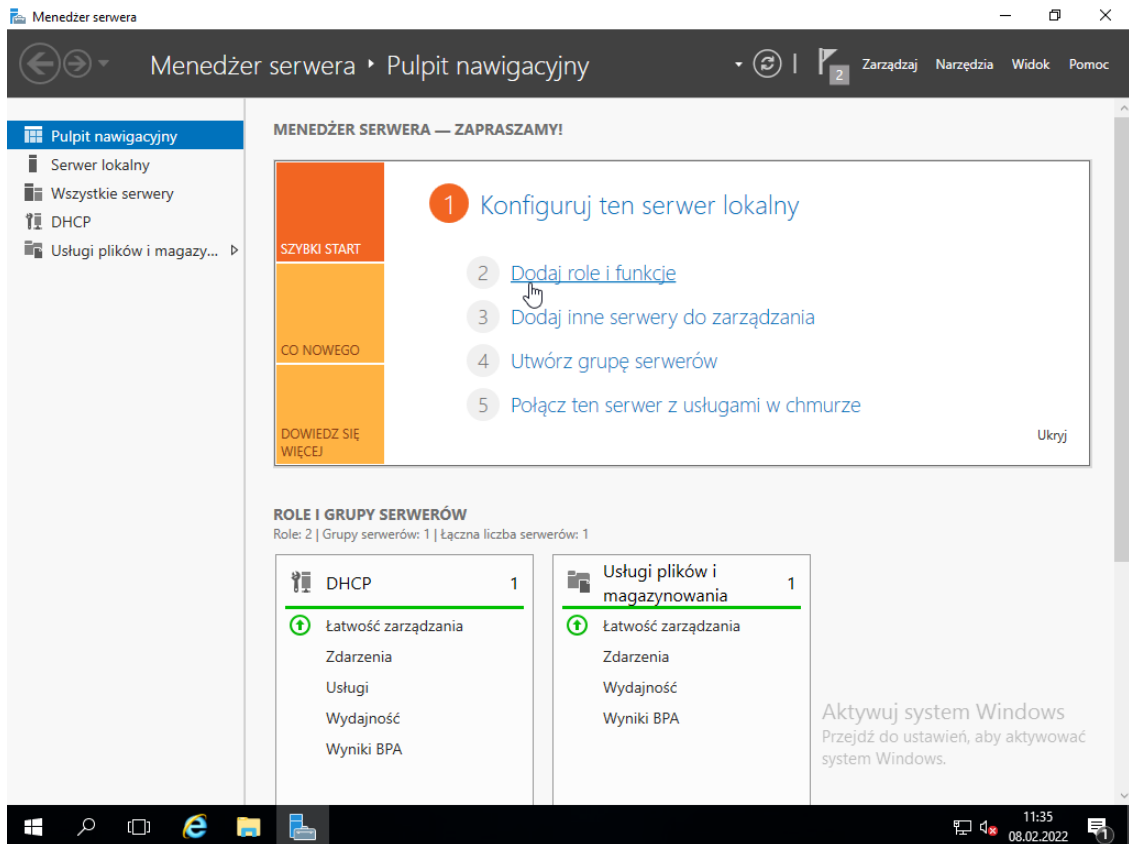 Menedżer serwera
Menedżer serwera ‣ Pulpit nawigacyjny
2
Zarządzaj Narzędzia Widok Pomoc
Pulpit nawigacyjny
Serwer lokalny
Wszystkie serwery
DHCP
Usługi plików i magazy...
MENEDŻER SERWERA — ZAPRASZAMY!
SZYBKI START
CO NOWEGO
DOWIEDZ SIĘ
WIĘCEJ
1 Konfiguruj ten serwer lokalny
2 Dodaj role i funkcje
3 Dodaj inne serwery do zarządzania
4 Utwórz grupę serwerów
5 Połącz ten serwer z usługami w chmurze
Ukryj
ROLE I GRUPY SERWERÓW
Role: 2 | Grupy serwerów: 1 | Łączna liczba serwerów: 1
DHCP 1
Łatwość zarządzania
Zdarzenia
Usługi
Wydajność
Wyniki BPA
Usługi plików i
magazynowania 1
Łatwość zarządzania
Zdarzenia
Wydajność
Wyniki BPA
Aktywuj system Windows
Przejdź do ustawień, aby aktywować
system Windows.
11:35
08.02.2022
1